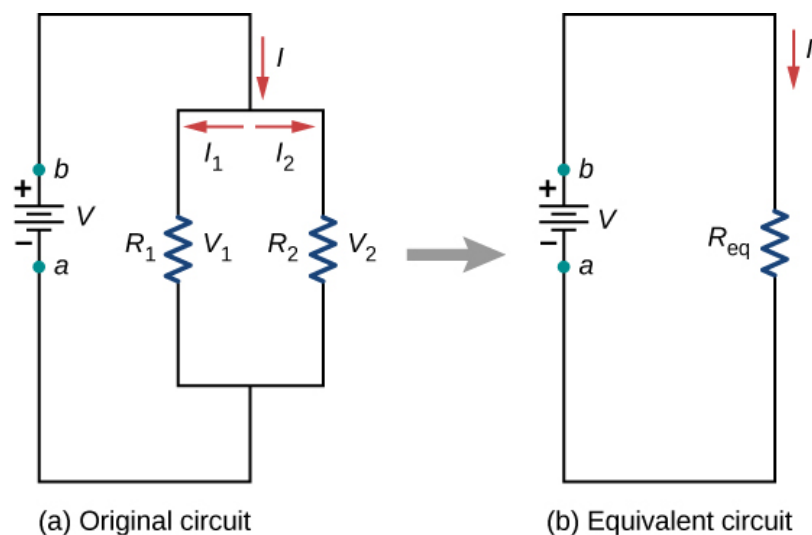 I
I₁ I₂
b
+
V
−
a
R₁ V₁ R₂ V₂
(a) Original circuit
I
b
+
V
−
a
Req
(b) Equivalent circuit